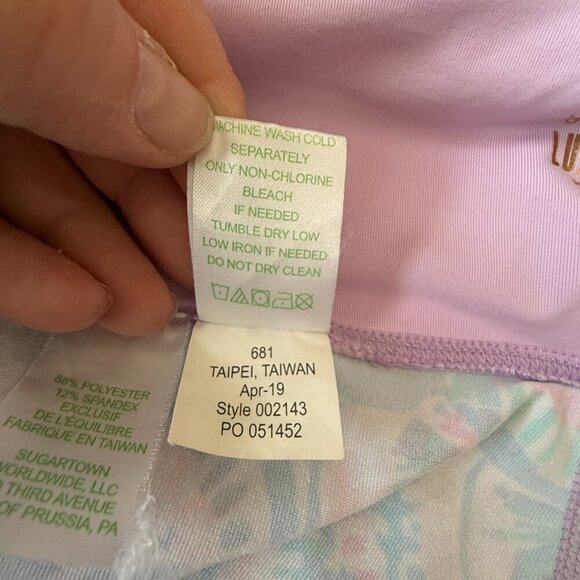 MACHINE WASH COLD
SEPARATELY
ONLY NON-CHLORINE
BLEACH
IF NEEDED
TUMBLE DRY LOW
LOW IRON IF NEEDED
DO NOT DRY CLEAN
681
TAIPEI, TAIWAN
Apr-19
Style 002143
PO 051452
88% POLYESTER
12% SPANDEX
EXCLUSIF
DE L'ÉQUILIBRE
FABRIQUE EN TAIWAN
SUGARTOWN
WORLDWIDE, LLC
THIRD AVENUE
OF PRUSSIA, PA